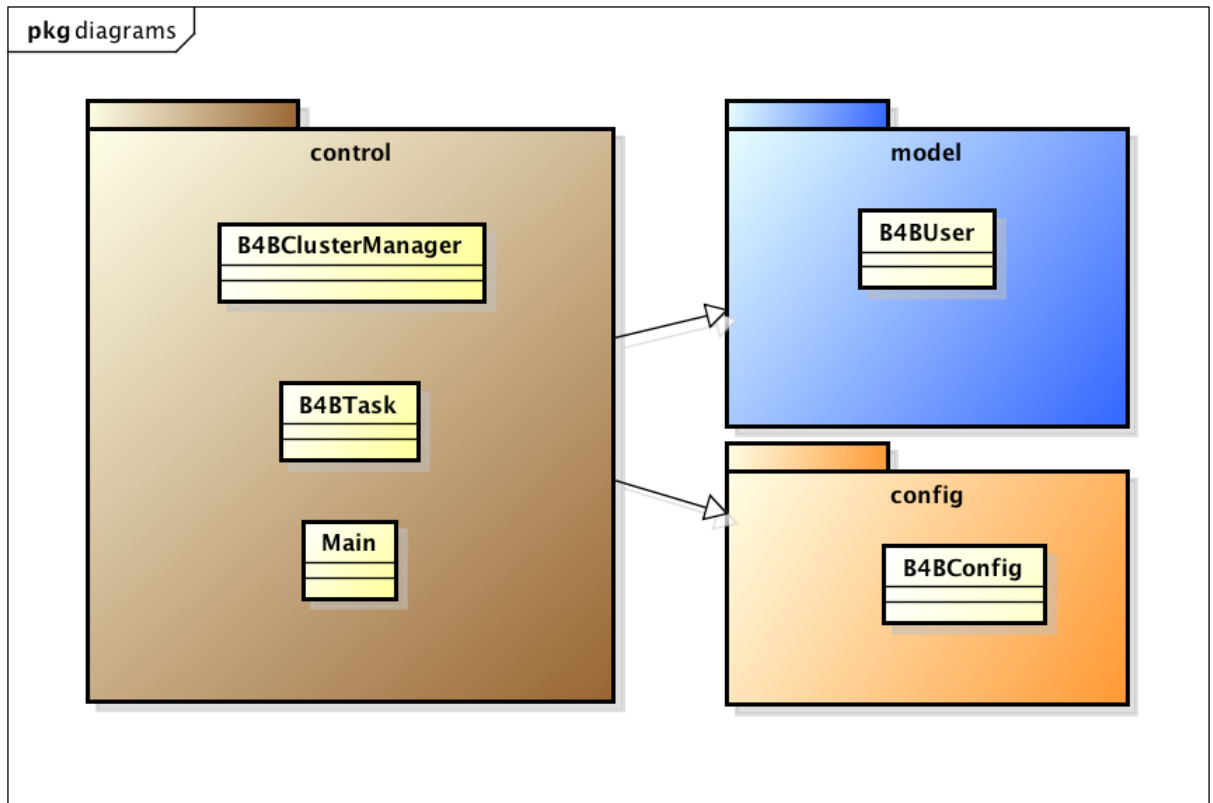 pkg diagrams
control
B4BClusterManager
B4BTask
Main
model
B4BUser
config
B4BConfig